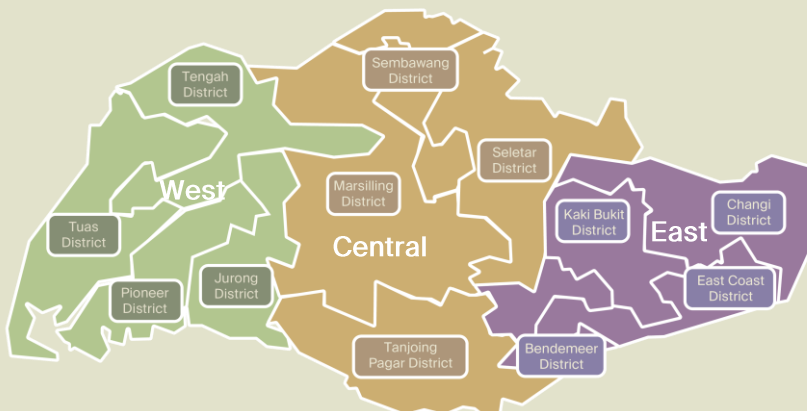 Tengah
District
West
Tuas
District
Pioneer
District
Jurong
District
Sembawang
District
Seletar
District
Marsilling
District
Central
Tanjoing
Pagar District
Kaki Bukit
District
Changi
District
East
East Coast
District
Bendemeer
District